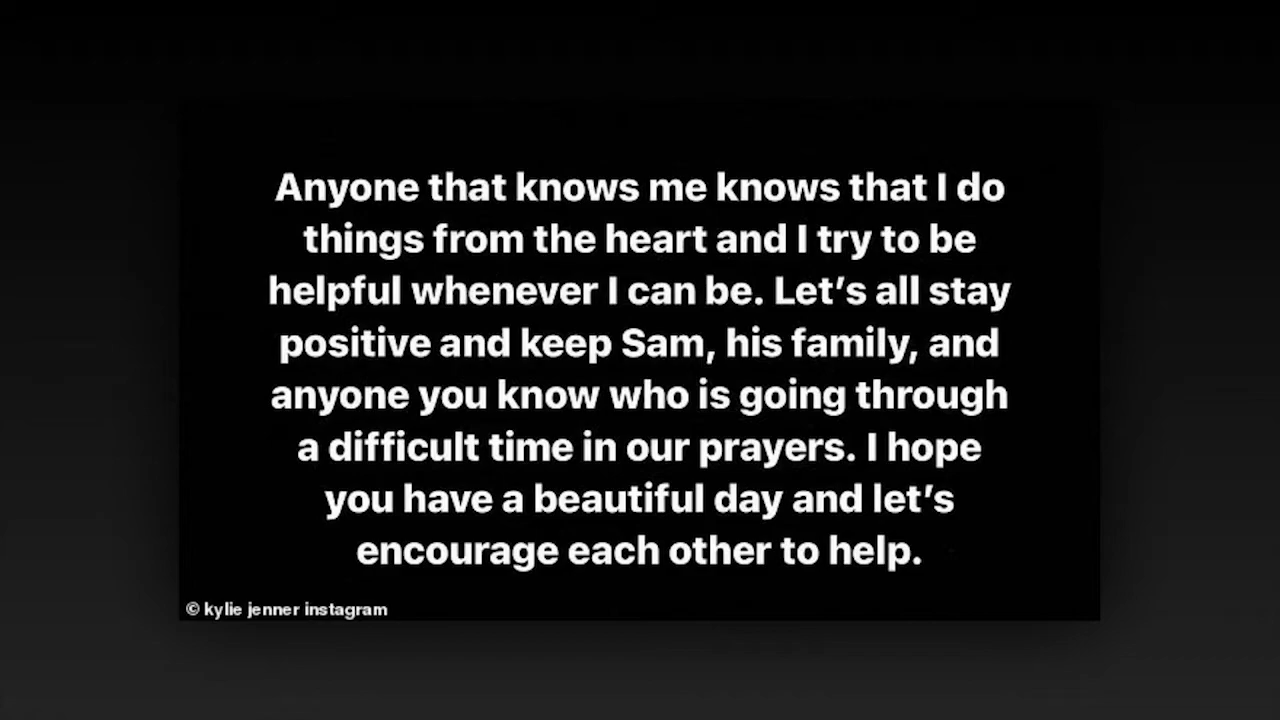 Anyone that knows me knows that I do
things from the heart and I try to be
helpful whenever I can be. Let’s all stay
positive and keep Sam, his family, and
anyone you know who is going through
a difficult time in our prayers. I hope
you have a beautiful day and let’s
encourage each other to help.
© kylie jenner instagram